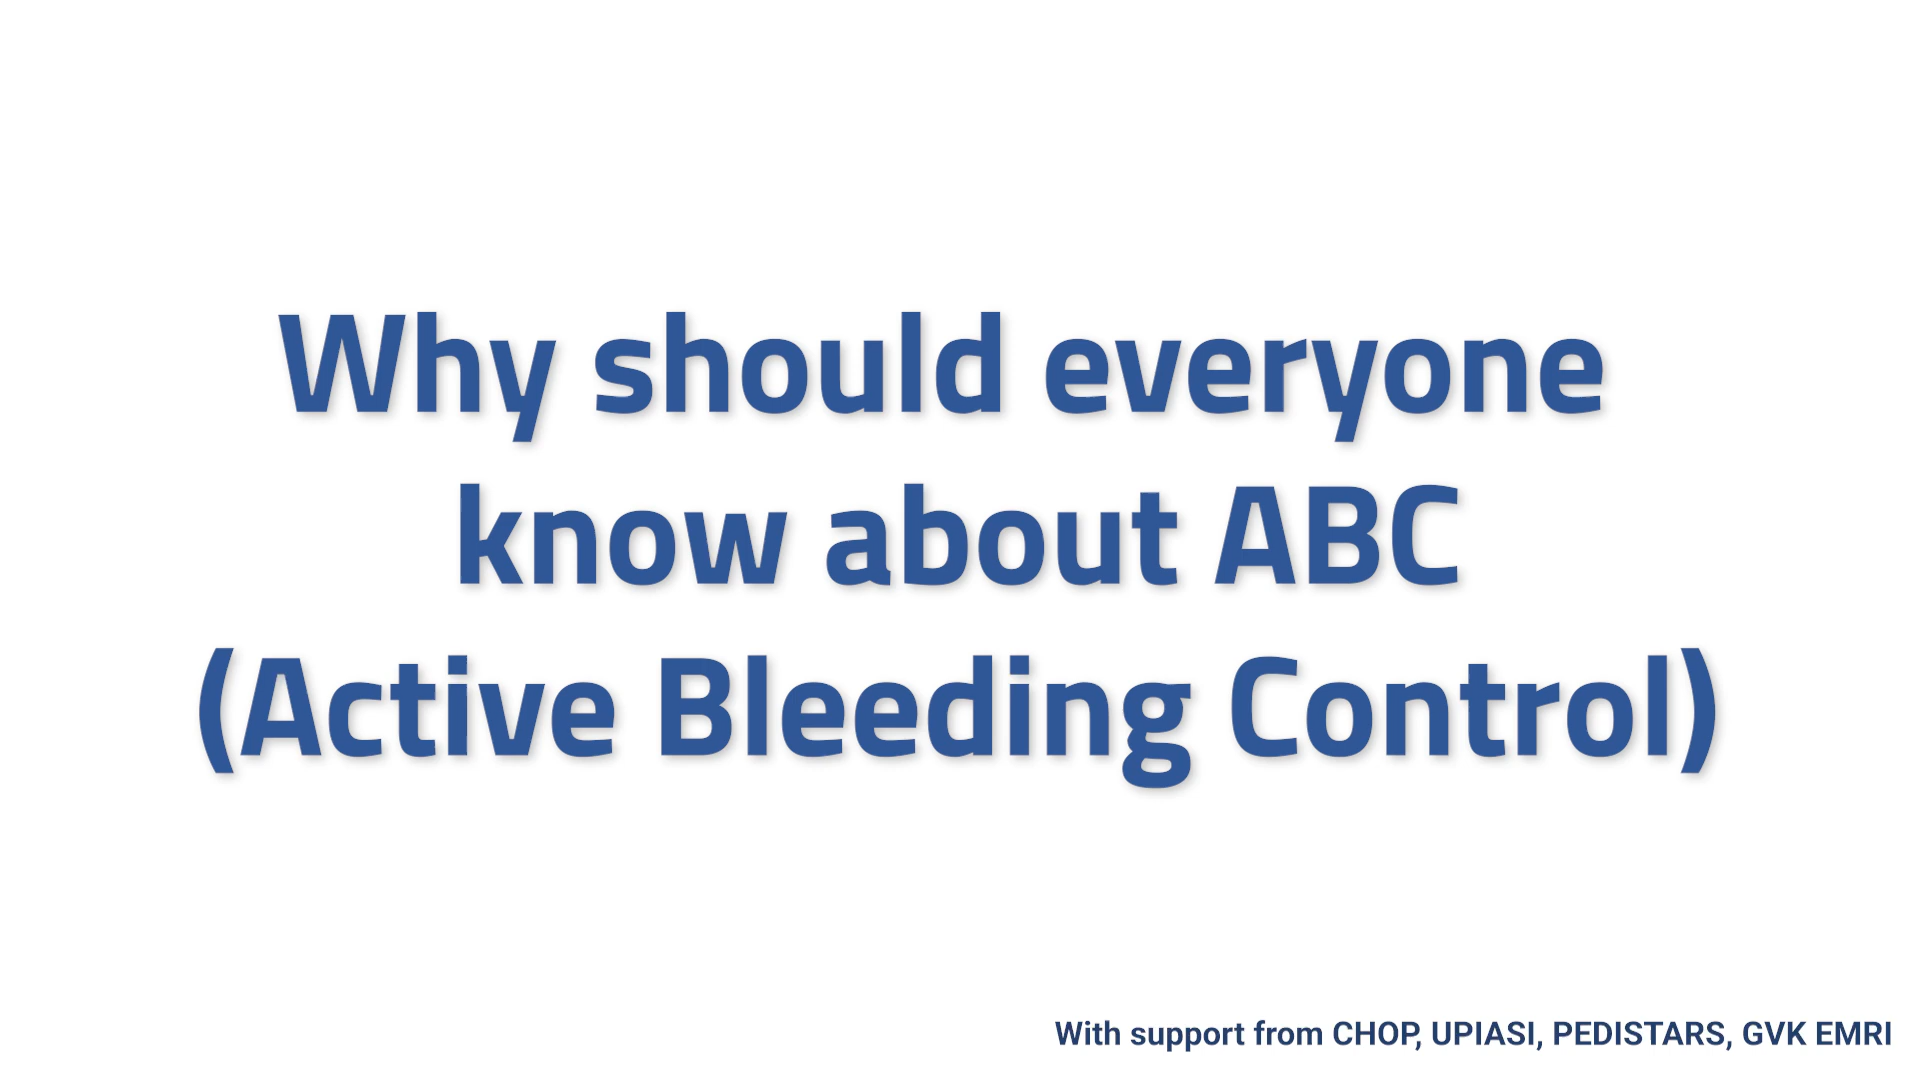 Why should everyone
know about ABC
(Active Bleeding Control)
With support from CHOP, UPIASI, PEDISTARS, GVK EMRI